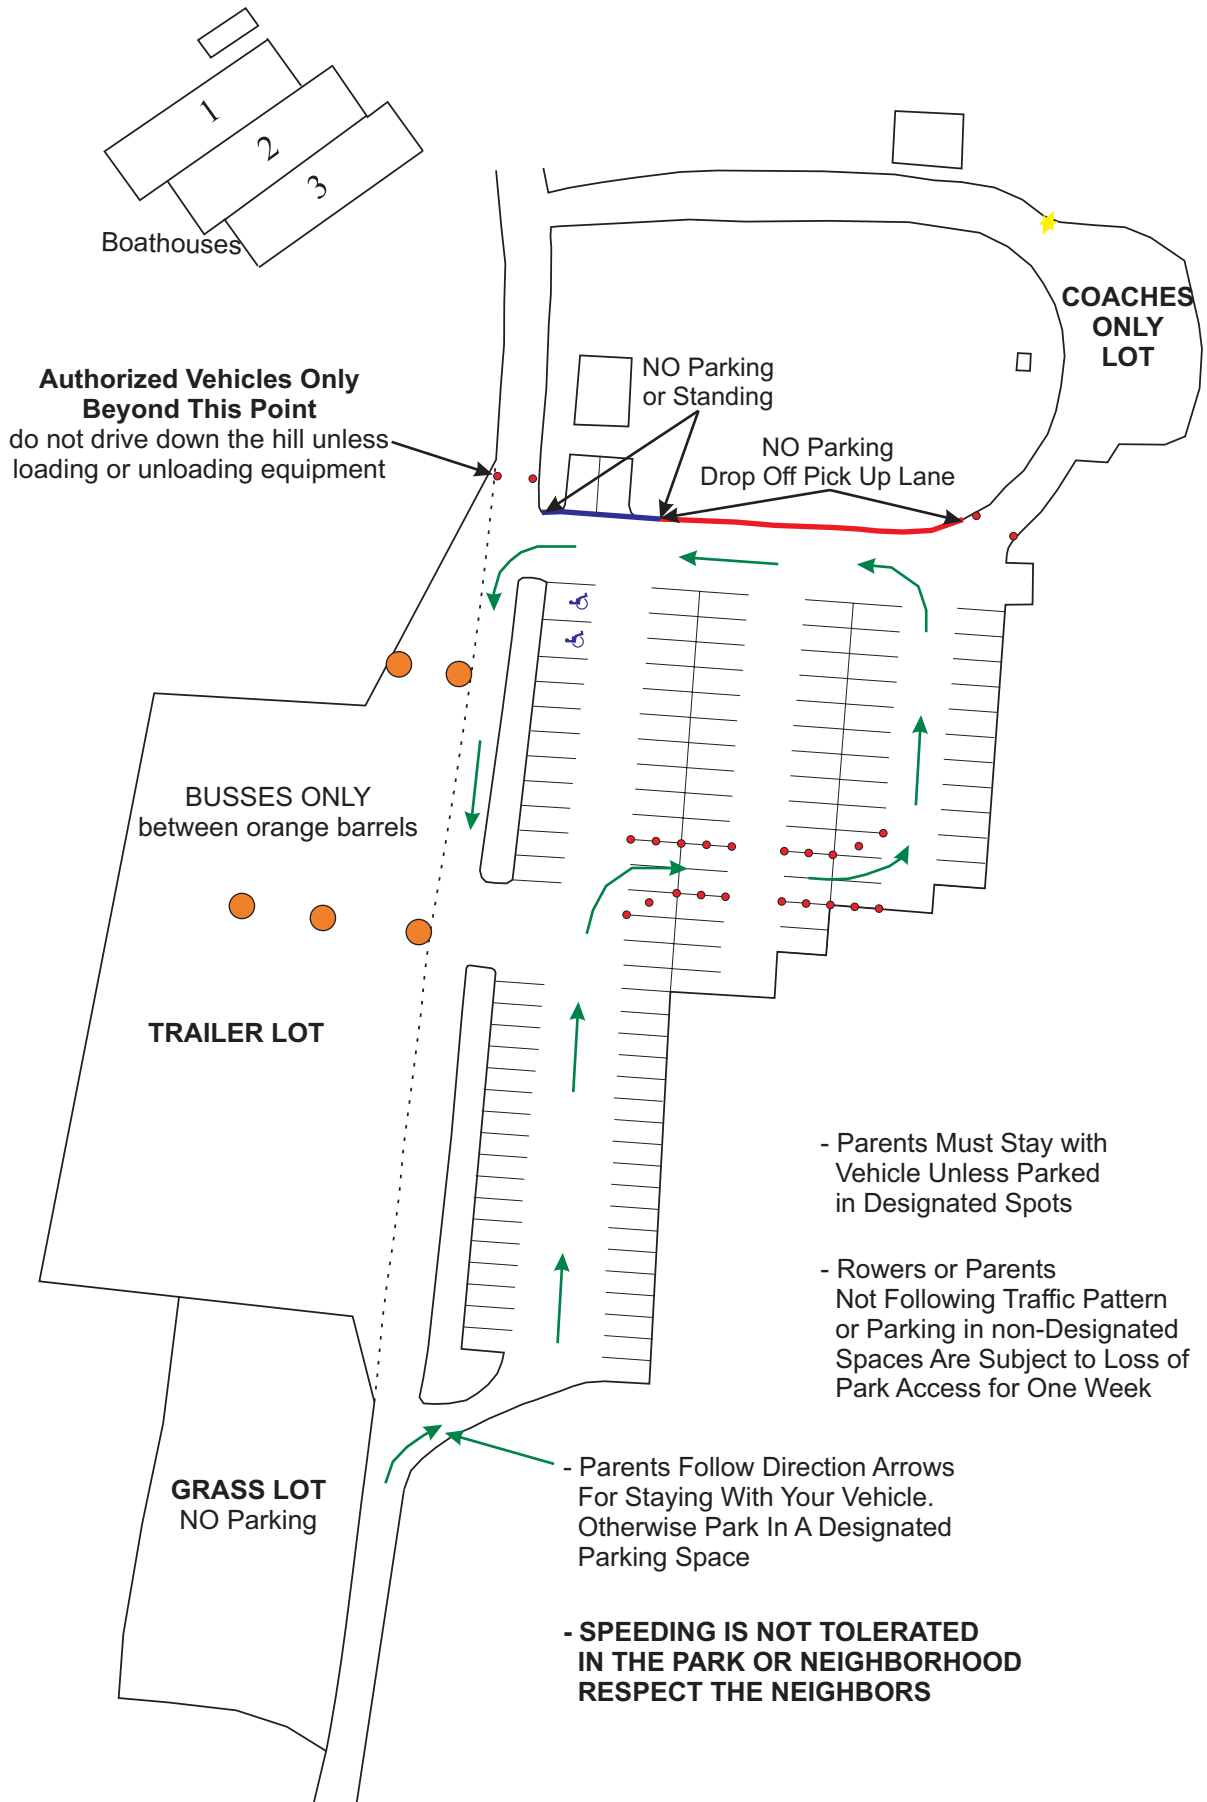 1
2
3
Boathouses
COACHES
ONLY
LOT
NO Parking
or Standing
Authorized Vehicles Only
Beyond This Point
do not drive down the hill unless
loading or unloading equipment
NO Parking
Drop Off Pick Up Lane
BUSSES ONLY
between orange barrels
TRAILER LOT
- Parents Must Stay with
Vehicle Unless Parked
in Designated Spots
- Rowers or Parents
Not Following Traffic Pattern
or Parking in non-Designated
Spaces Are Subject to Loss of
Park Access for One Week
GRASS LOT
NO Parking
- Parents Follow Direction Arrows
For Staying With Your Vehicle.
Otherwise Park In A Designated
Parking Space
- SPEEDING IS NOT TOLERATED
IN THE PARK OR NEIGHBORHOOD
RESPECT THE NEIGHBORS